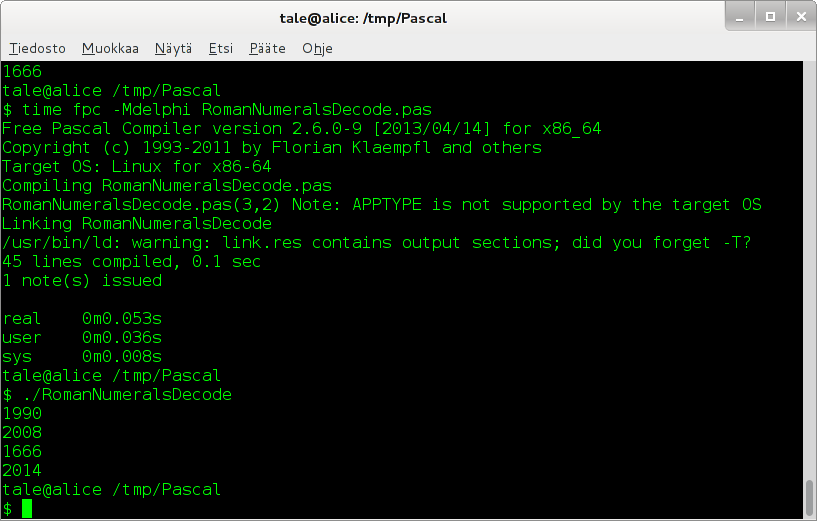 tale@alice: /tmp/Pascal
Tiedosto Muokkaa Näytä Etsi Pääte Ohje
1666
tale@alice /tmp/Pascal
$ time fpc -Mdelphi RomanNumeralsDecode.pas
Free Pascal Compiler version 2.6.0-9 [2013/04/14] for x86_64
Copyright (c) 1993-2011 by Florian Klaempfl and others
Target OS: Linux for x86-64
Compiling RomanNumeralsDecode.pas
RomanNumeralsDecode.pas(3,2) Note: APPTYPE is not supported by the target OS
Linking RomanNumeralsDecode
/usr/bin/ld: warning: link.res contains output sections; did you forget -T?
45 lines compiled, 0.1 sec
1 note(s) issued
real 0m0.053s
user 0m0.036s
sys 0m0.008s
tale@alice /tmp/Pascal
$ ./RomanNumeralsDecode
1990
2008
1666
2014
tale@alice /tmp/Pascal
$